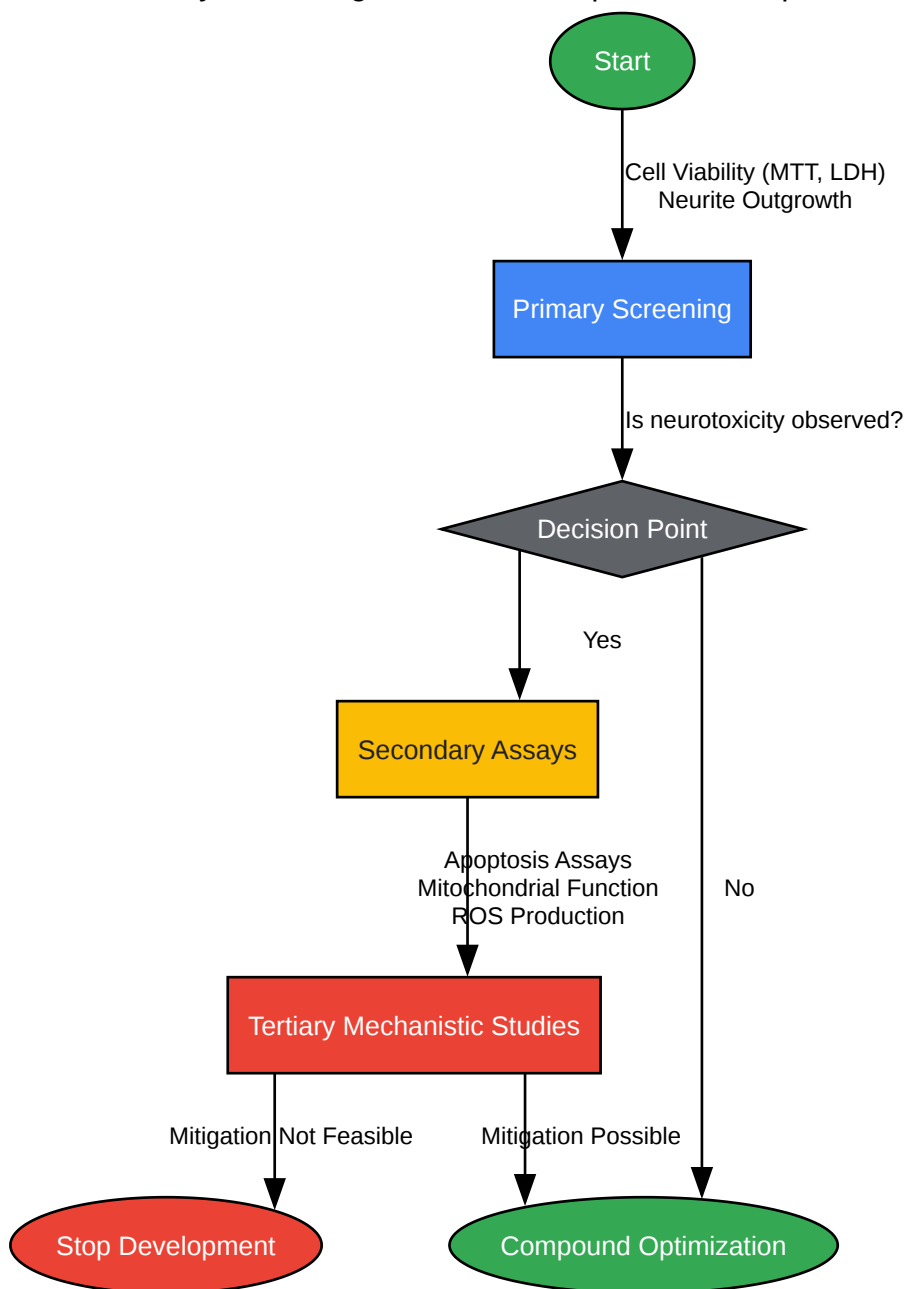 Start
Cell Viability (MTT, LDH)
Neurite Outgrowth
Primary Screening
Is neurotoxicity observed?
Decision Point
Yes
Secondary Assays
Apoptosis Assays
Mitochondrial Function
ROS Production
No
Tertiary Mechanistic Studies
Mitigation Not Feasible
Mitigation Possible
Stop Development
Compound Optimization